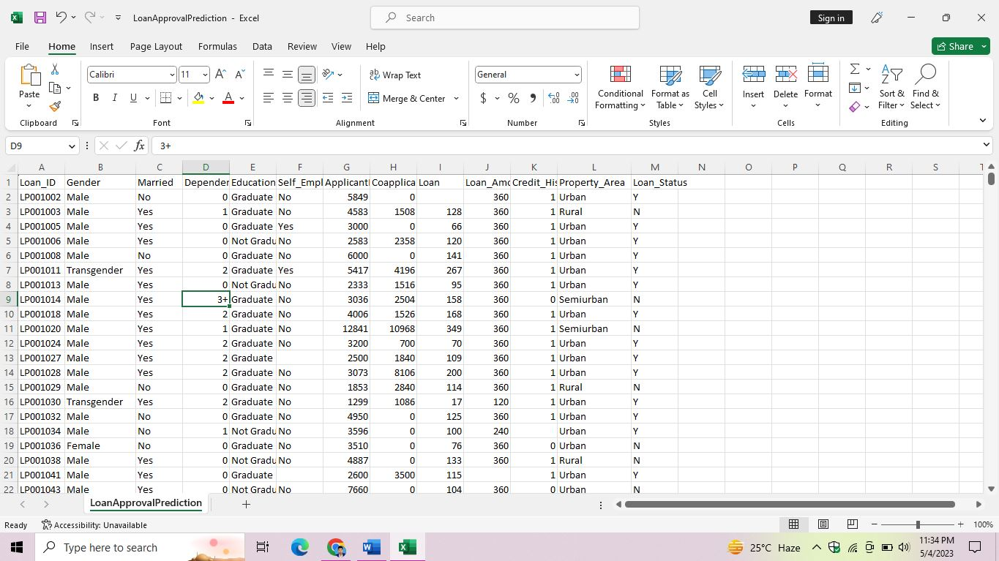 LoanApprovalPrediction - Excel
Search
Sign in
File Home Insert Page Layout Formulas Data Review View Help
Share
Paste
Clipboard
Calibri 11
B I U
Font
Wrap Text
Merge & Center
Alignment
General
$ %
Number
Conditional Formatting
Format as Table
Cell Styles
Styles
Insert Delete Format
Cells
Sort & Filter
Find & Select
Editing
D9 fx 3+
A B C D E F G H I J K L M N O P Q R S T
1 Loan_ID Gender Married Depender Education Self_Empl Applicanti Coapplica Loan Loan_Amo Credit_His Property_Area Loan_Status
2 LP001002 Male No 0 Graduate No 5849 0 360 1 Urban Y
3 LP001003 Male Yes 1 Graduate No 4583 1508 128 360 1 Rural N
4 LP001005 Male Yes 0 Graduate Yes 3000 0 66 360 1 Urban Y
5 LP001006 Male Yes 0 Not Gradu No 2583 2358 120 360 1 Urban Y
6 LP001008 Male No 0 Graduate No 6000 0 141 360 1 Urban Y
7 LP001011 Transgender Yes 2 Graduate Yes 5417 4196 267 360 1 Urban Y
8 LP001013 Male Yes 0 Not Gradu No 2333 1516 95 360 1 Urban Y
9 LP001014 Male Yes 3+ Graduate No 3036 2504 158 360 0 Semiurban N
10 LP001018 Male Yes 2 Graduate No 4006 1526 168 360 1 Urban Y
11 LP001020 Male Yes 1 Graduate No 12841 10968 349 360 1 Semiurban N
12 LP001024 Male Yes 2 Graduate No 3200 700 70 360 1 Urban Y
13 LP001027 Male Yes 2 Graduate 2500 1840 109 360 1 Urban Y
14 LP001028 Male Yes 2 Graduate No 3073 8106 200 360 1 Urban Y
15 LP001029 Male No 0 Graduate No 1853 2840 114 360 1 Rural N
16 LP001030 Transgender Yes 2 Graduate No 1299 1086 17 120 1 Urban Y
17 LP001032 Male No 0 Graduate No 4950 0 125 360 1 Urban Y
18 LP001034 Male No 1 Not Gradu No 3596 0 100 240 Urban Y
19 LP001036 Female No 0 Graduate No 3510 0 76 360 0 Urban N
20 LP001038 Male Yes 0 Not Gradu No 4887 0 133 360 1 Rural N
21 LP001041 Male Yes 0 Graduate 2600 3500 115 1 Urban Y
22 LP001043 Male Yes 0 Not Gradu No 7660 0 104 360 0 Urban N
LoanApprovalPrediction
Ready Accessibility: Unavailable 100%
Type here to search
25°C Haze
11:34 PM
5/4/2023